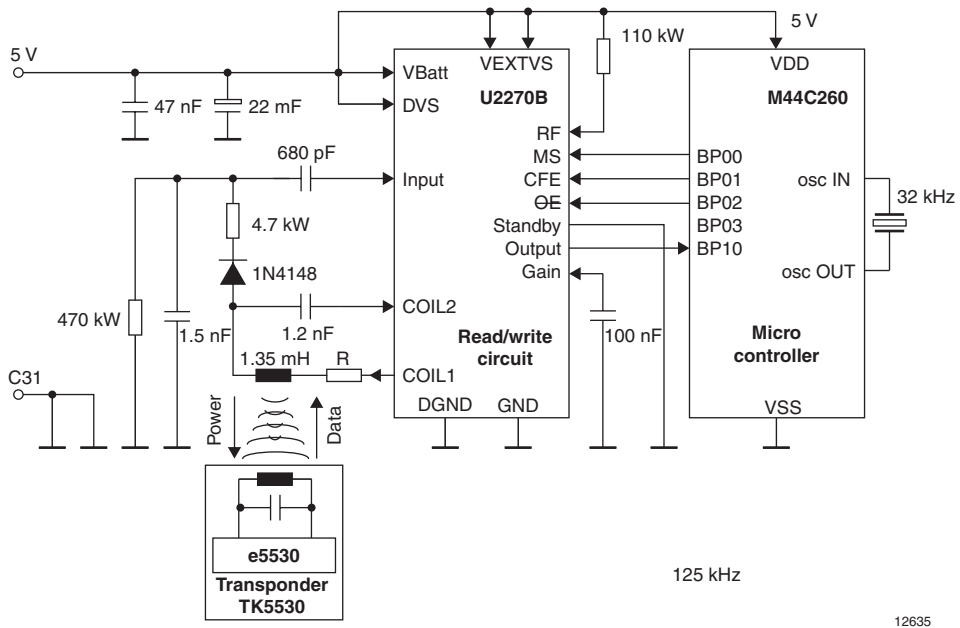 5 V
110 kW
5 V
VBatt
VEXTVS
VDD
47 nF
22 mF
DVS
U2270B
M44C260
RF
680 pF
MS
BP00
Input
CFE
BP01
osc IN
OE
BP02
32 kHz
4.7 kW
Standby
BP03
Output
BP10
1N4148
Gain
osc OUT
470 kW
1.5 nF
1.2 nF
COIL2
100 nF
Read/write
circuit
Micro
controller
1.35 mH
R
COIL1
C31
DGND
GND
VSS
Power
Data
e5530
Transponder
TK5530
125 kHz
12635